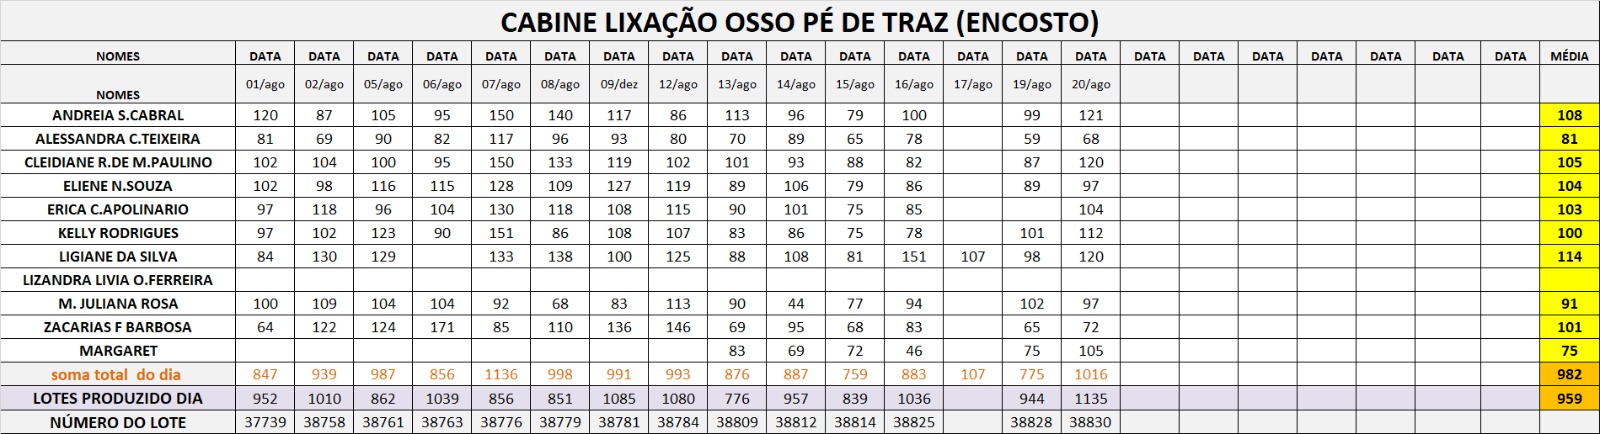 CABINE LIXAÇÃO OSSO PÉ DE TRAZ (ENCOSTO)
NOMES DATA DATA DATA DATA DATA DATA DATA DATA DATA DATA DATA DATA DATA DATA DATA DATA DATA DATA DATA DATA DATA DATA MÉDIA
NOMES 01/ago 02/ago 05/ago 06/ago 07/ago 08/ago 09/dez 12/ago 13/ago 14/ago 15/ago 16/ago 17/ago 19/ago 20/ago
ANDREIA S.CABRAL 120 87 105 95 150 140 117 86 113 96 79 100 99 121 108
ALESSANDRA C.TEIXEIRA 81 69 90 82 117 96 93 80 70 89 65 78 59 68 81
CLEIDIANE R.DE M.PAULINO 102 104 100 95 150 133 119 102 101 93 88 82 87 120 105
ELIENE N.SOUZA 102 98 116 115 128 109 127 119 89 106 79 86 89 97 104
ERICA C.APOLINARIO 97 118 96 104 130 118 108 115 90 101 75 85 104 103
KELLY RODRIGUES 97 102 123 90 151 86 108 107 83 86 75 78 101 112 100
LIGIANE DA SILVA 84 130 129 133 138 100 125 88 108 81 151 107 98 120 114
LIZANDRA LIVIA O.FERREIRA
M. JULIANA ROSA 100 109 104 104 92 68 83 113 90 44 77 94 102 97 91
ZACARIAS F BARBOSA 64 122 124 171 85 110 136 146 69 95 68 83 65 72 101
MARGARET 83 69 72 46 75 105 75
soma total do dia 847 939 987 856 1136 998 991 993 876 887 759 883 107 775 1016 982
LOTES PRODUZIDO DIA 952 1010 862 1039 856 851 1085 1080 776 957 839 1036 944 1135 959
NÚMERO DO LOTE 37739 38758 38761 38763 38776 38779 38781 38784 38809 38812 38814 38825 38828 38830